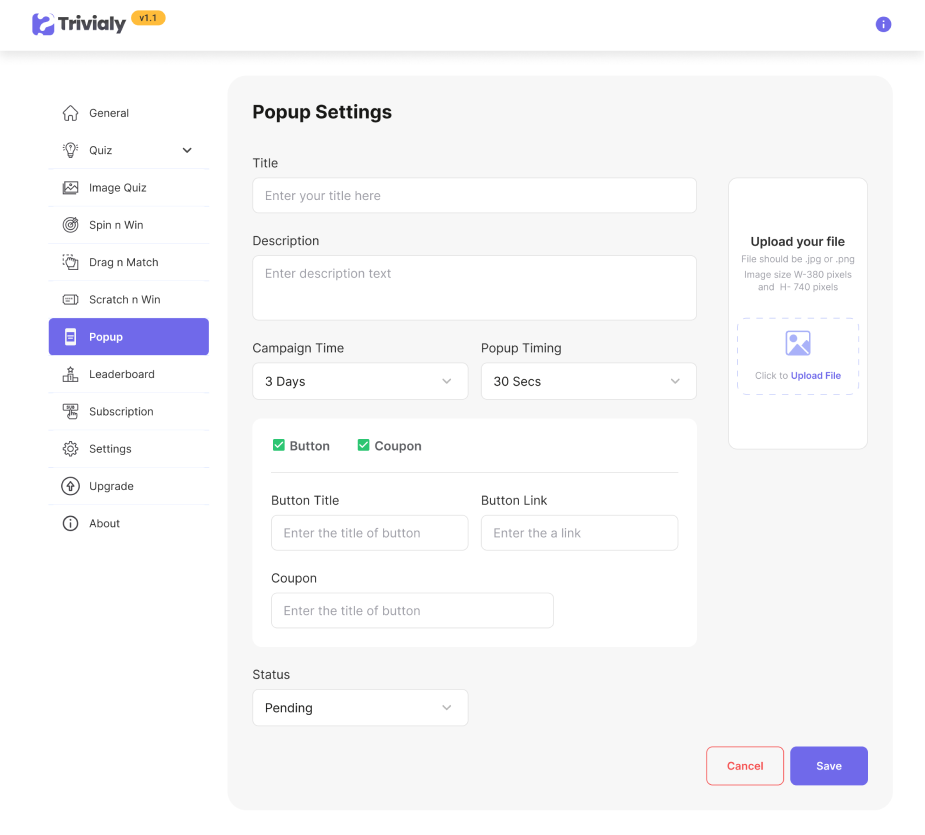 Trivialy v1.1
General
Quiz
Image Quiz
Spin n Win
Drag n Match
Scratch n Win
Popup
Leaderboard
Subscription
Settings
Upgrade
About
Popup Settings
Title
Enter your title here
Description
Enter description text
Campaign Time
Popup Timing
3 Days
30 Secs
Button
Coupon
Button Title
Button Link
Enter the title of button
Enter the a link
Coupon
Enter the title of button
Status
Pending
Upload your file
File should be .jpg or .png
Image size W-380 pixels
and H- 740 pixels
Click to Upload File
Cancel
Save